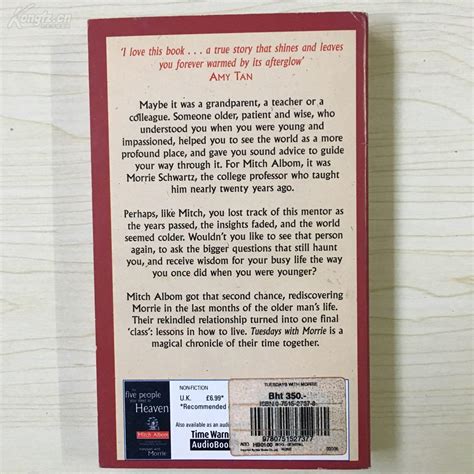 Kongfz.cn
'I love this book . . . a true story that shines and leaves
you forever warmed by its afterglow'
AMY TAN
Maybe it was a grandparent, a teacher or a
colleague. Someone older, patient and wise, who
understood you when you were young and
impassioned, helped you to see the world as a more
profound place, and gave you sound advice to guide
your way through it. For Mitch Albom, it was
Morrie Schwartz, the college professor who taught
him nearly twenty years ago.
Perhaps, like Mitch, you lost track of this mentor as
the years passed, the insights faded, and the
world seemed colder. Wouldn't you like to see that person
again, to ask the bigger questions that still haunt
you, and receive wisdom for your busy life the way
you once did when you were younger?
Mitch Albom got that second chance, rediscovering
Morrie in the last months of the older man's life.
Their rekindled relationship turned into one final
'class': lessons in how to live. Tuesdays with Morrie is a
magical chronicle of their time together.
five people
Heaven
Mitch Albom
Morrie
NON-FICTION
U.K. £6.99*
*Recommended
Also available as
Time Warn
AudioBoo
TUESDAYS WITH MORRIE
Bht 350.-
9780751527377